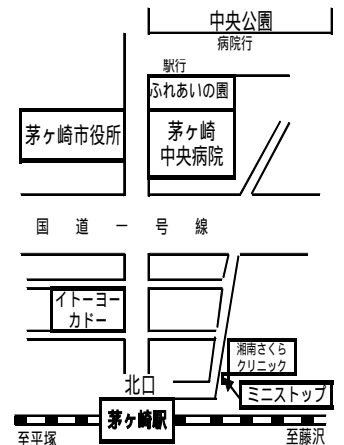 中央公園
病院行
駅行
ふれあいの園
茅ヶ崎市役所
茅ヶ崎
中央病院
国道一号線
イトーヨー
カドー
湘南さくら
クリニック
北口
ミニストップ
茅ヶ崎駅
至平塚
至藤沢